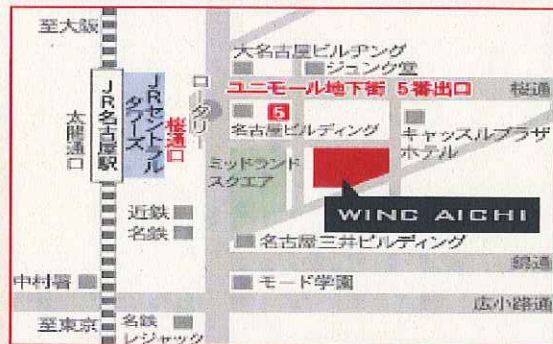 至大阪
JR名古屋駅
太閤通口
JRセントラル
タワーズ
桜通口
ロータリー
大名古屋ビルヂング
ジュンク堂
ユニモール地下街 5番出口
桜通
5
名古屋ビルディング
キャッスルプラザ
ホテル
ミッドランド
スクエア
WINC AICHI
近鉄
名鉄
名古屋三井ビルディング
錦通
中村署
モード学園
広小路通
至東京
名鉄
レジャック